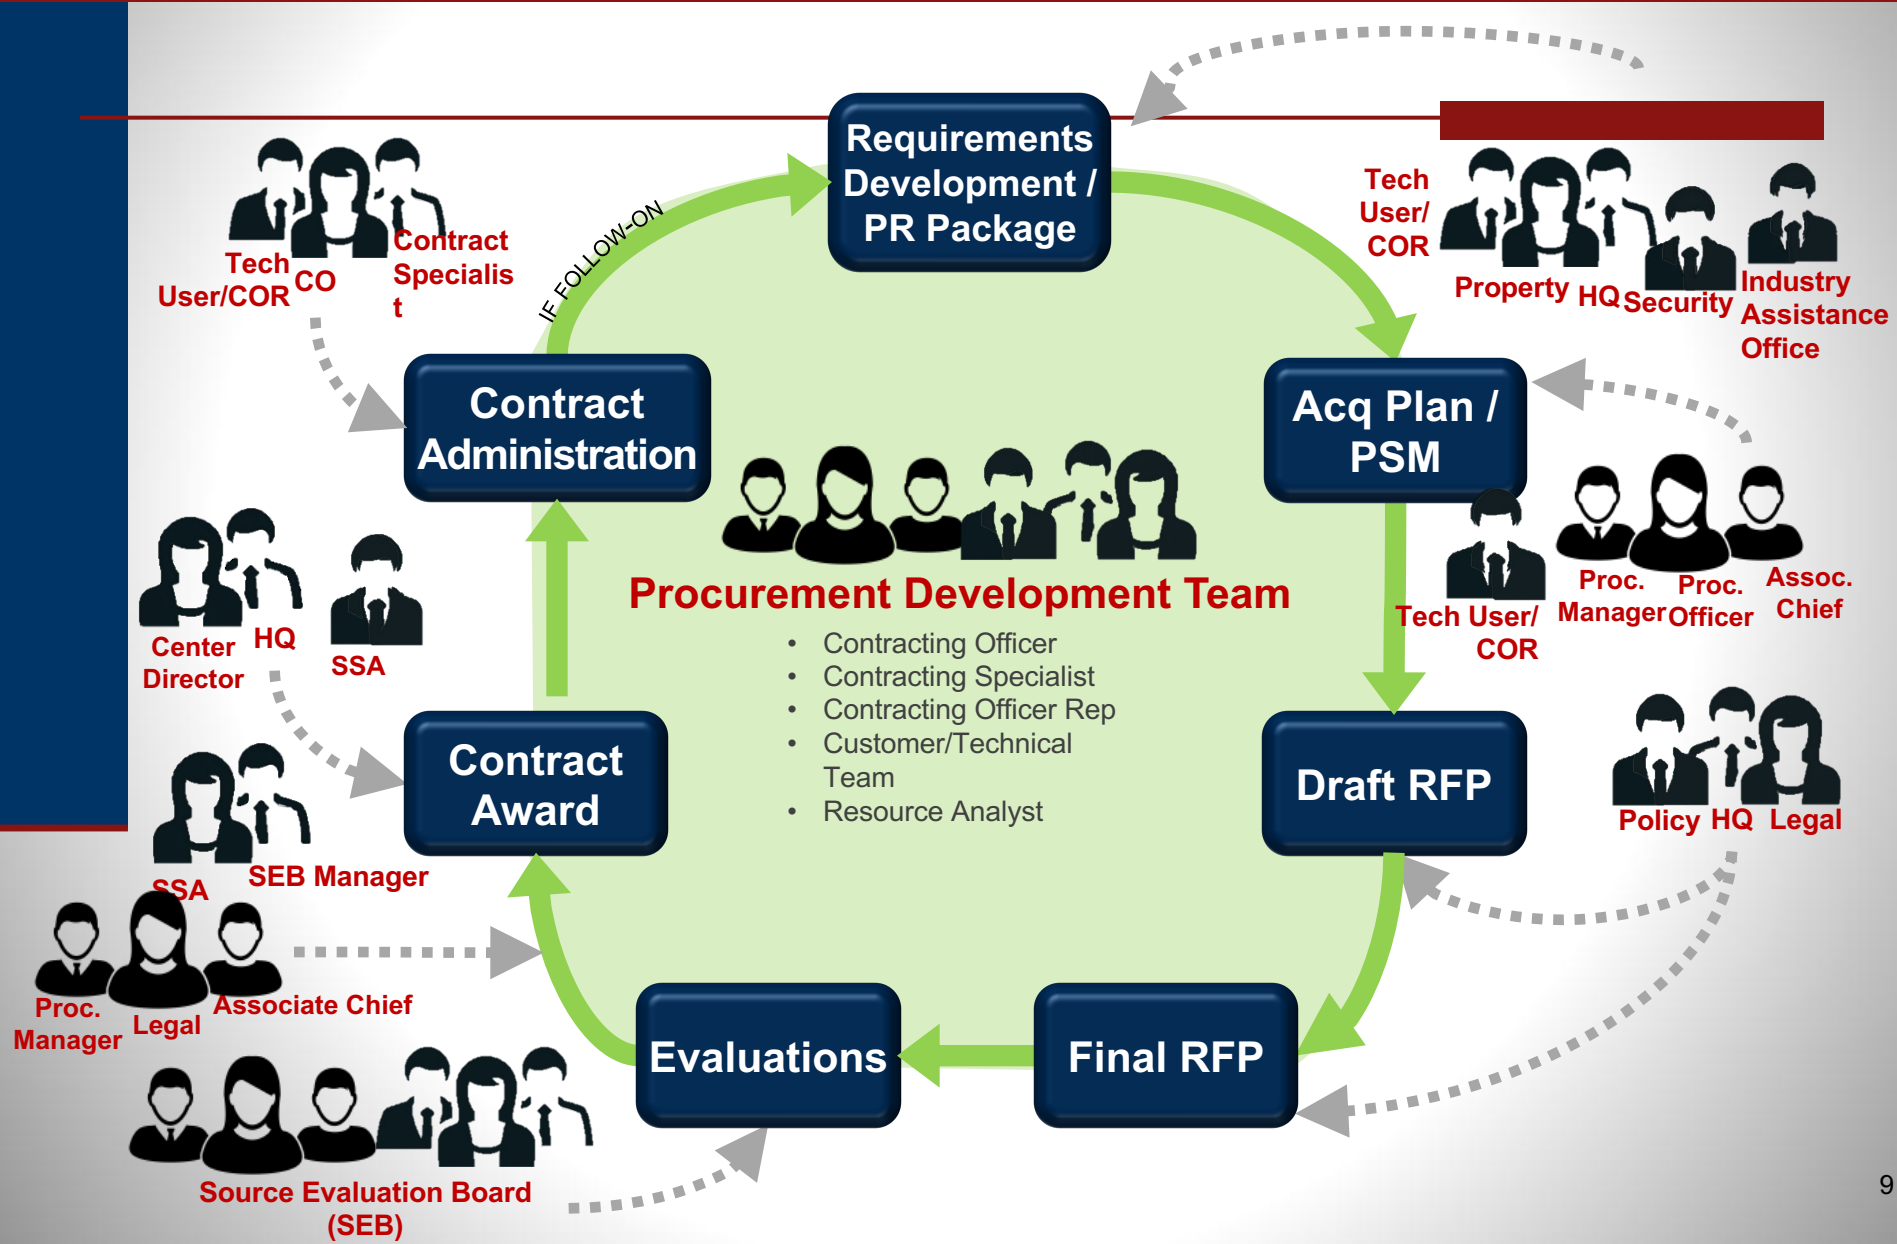 Requirements
Development /
PR Package
IF FOLLOW-ON
Tech
User/COR
CO
Contract
Specialis
t
Tech
User/
COR
Property
HQ
Security
Industry
Assistance
Office
Contract
Administration
Acq Plan /
PSM
Tech User/
COR
Proc.
Manager
Proc.
Officer
Assoc.
Chief
Procurement Development Team
• Contracting Officer
• Contracting Specialist
• Contracting Officer Rep
• Customer/Technical
Team
• Resource Analyst
Center
Director
HQ
SSA
Contract
Award
Draft RFP
Policy
HQ
Legal
SSA
SEB Manager
Proc.
Manager
Legal
Associate Chief
Evaluations
Final RFP
Source Evaluation Board
(SEB)
9